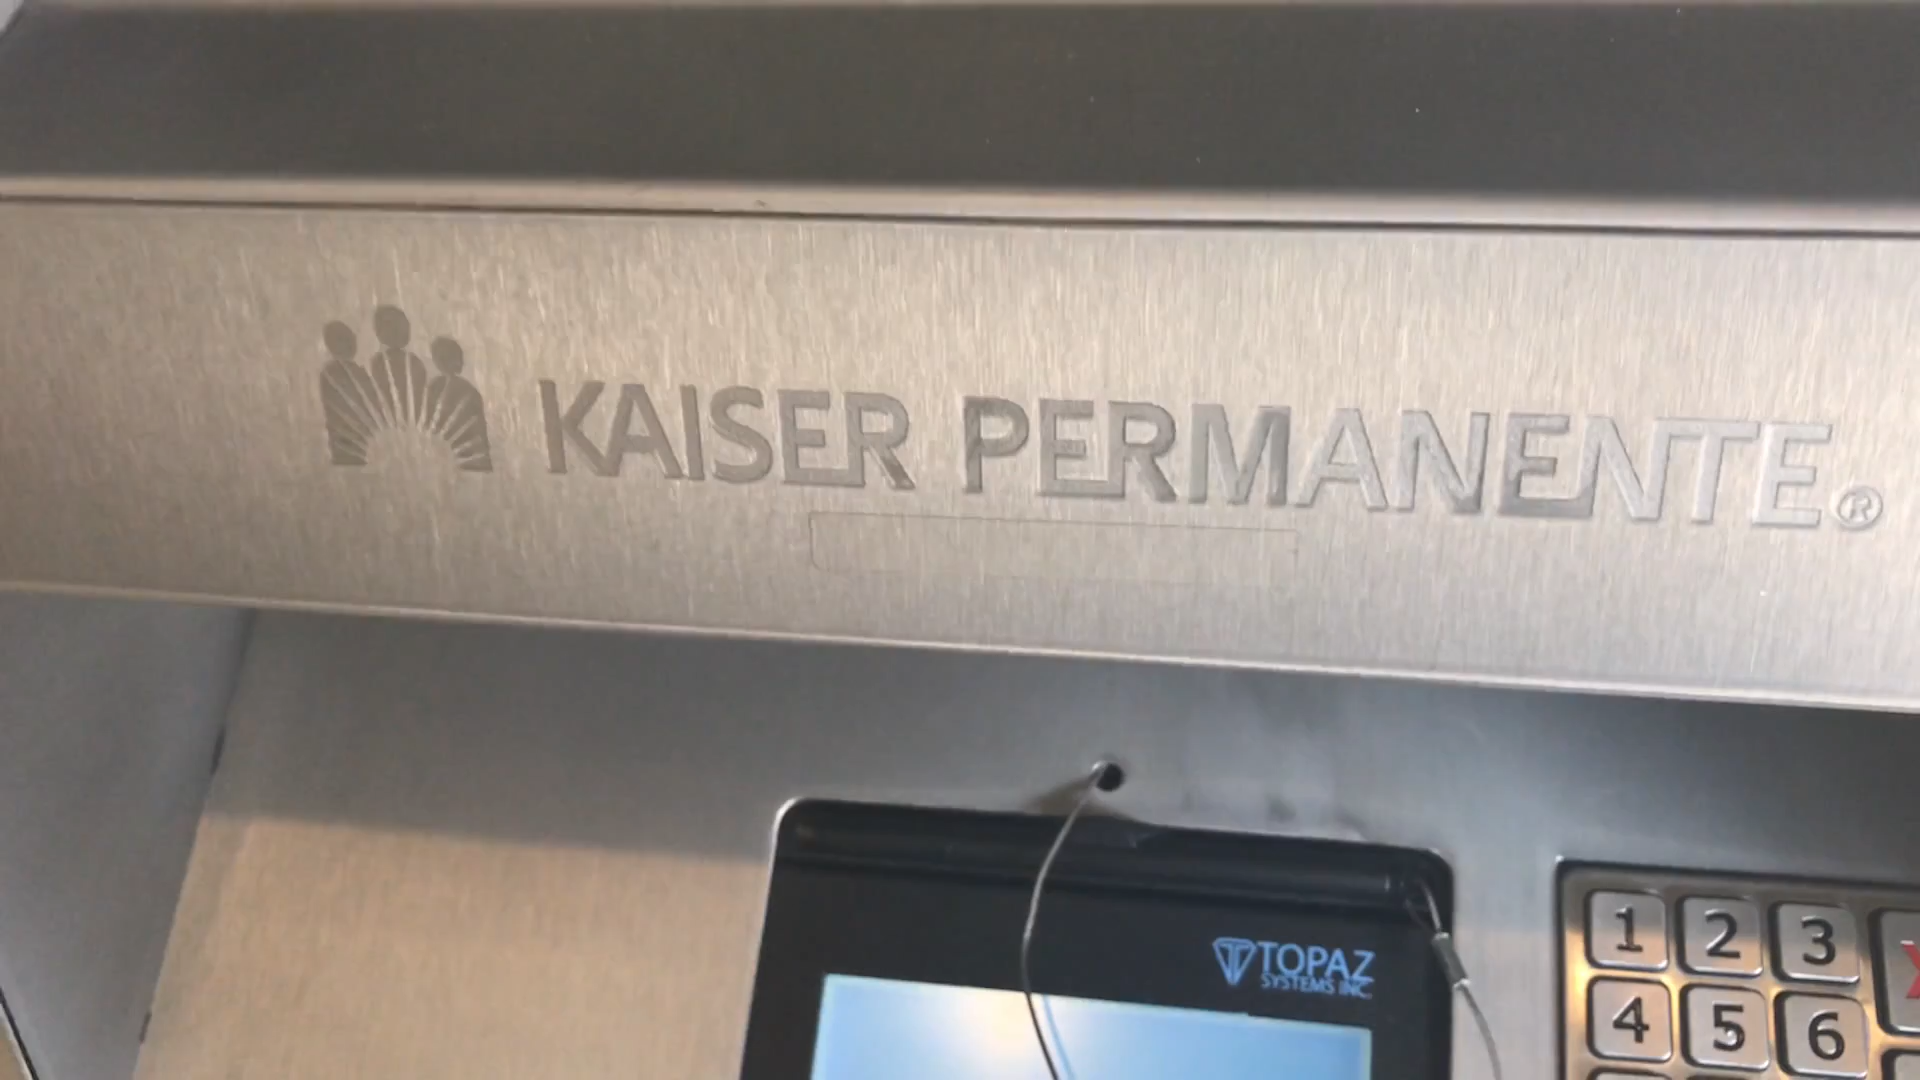 KAISER PERMANENTE®
TOPAZ
SYSTEMS INC.
1 2 3
4 5 6